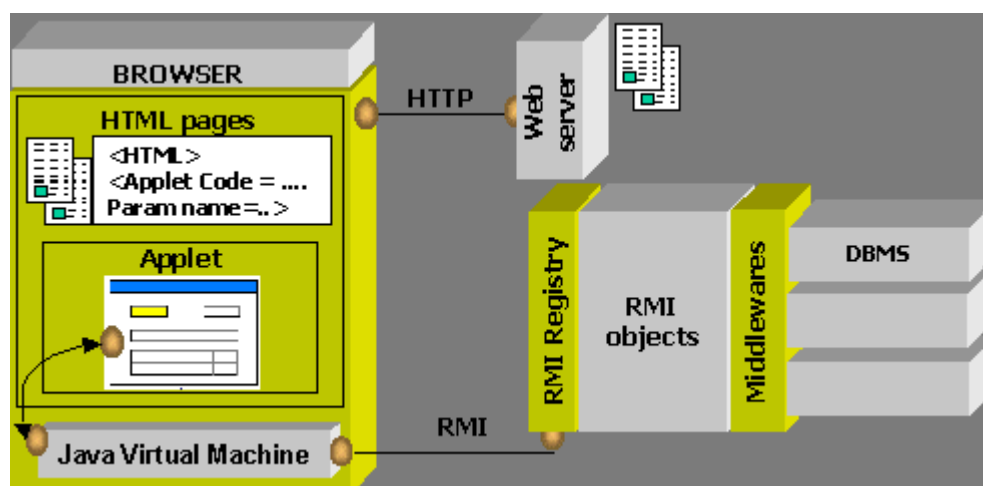 BROWSER
HTML pages
<HTML>
<Applet Code = ....
Param name=.. >
Applet
Java Virtual Machine
HTTP
RMI
Web
server
RMI Registry
RMI
objects
Middlewares
DBMS